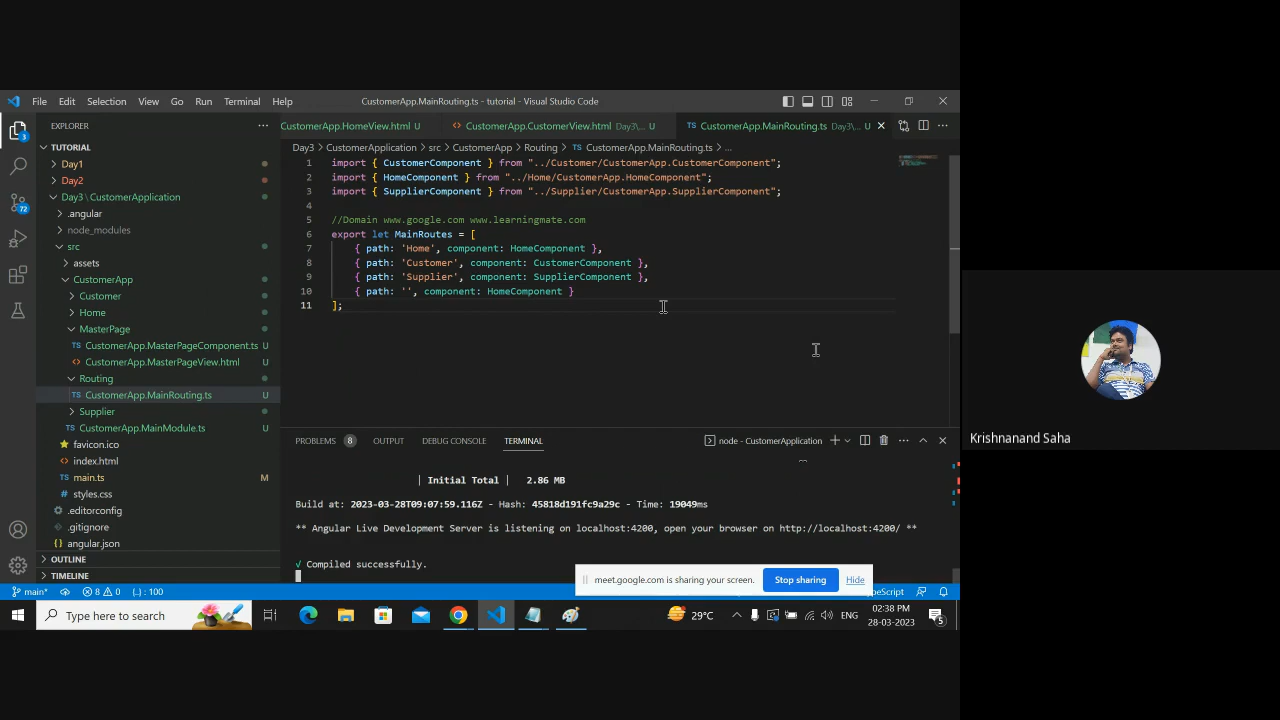 File Edit Selection View Go Run Terminal Help
CustomerApp.MainRouting.ts - tutorial - Visual Studio Code
EXPLORER
TUTORIAL
Day1
Day2
Day3 \ CustomerApplication
.angular
node_modules
src
assets
CustomerApp
Customer
Home
MasterPage
TS CustomerApp.MasterPageComponent.ts U
<> CustomerApp.MasterPageView.html U
Routing
TS CustomerApp.MainRouting.ts U
Supplier
TS CustomerApp.MainModule.ts U
favicon.ico
<> index.html
TS main.ts M
styles.css
.editorconfig
.gitignore
{} angular.json
OUTLINE
TIMELINE
3
72
CustomerApp.HomeView.html U
<> CustomerApp.CustomerView.html Day3\... U
TS CustomerApp.MainRouting.ts Day3\... U
Day3 > CustomerApplication > src > CustomerApp > Routing > TS CustomerApp.MainRouting.ts > ...
1 import { CustomerComponent } from "../Customer/CustomerApp.CustomerComponent";
2 import { HomeComponent } from "../Home/CustomerApp.HomeComponent";
3 import { SupplierComponent } from "../Supplier/CustomerApp.SupplierComponent";
4
5 //Domain www.google.com www.learningmate.com
6 export let MainRoutes = [
7 { path: 'Home', component: HomeComponent },
8 { path: 'Customer', component: CustomerComponent },
9 { path: 'Supplier', component: SupplierComponent },
10 { path: '', component: HomeComponent }
11 ];
PROBLEMS 8 OUTPUT DEBUG CONSOLE TERMINAL
node - CustomerApplication
| Initial Total | 2.86 MB
Build at: 2023-03-28T09:07:59.116Z - Hash: 45818d191fc9a29c - Time: 19049ms
** Angular Live Development Server is listening on localhost:4200, open your browser on http://localhost:4200/ **
√ Compiled successfully.
meet.google.com is sharing your screen. Stop sharing Hide
main* 8 0 {..} : 100
Type here to search
29°C
ENG
02:38 PM
28-03-2023
5
Krishnanand Saha